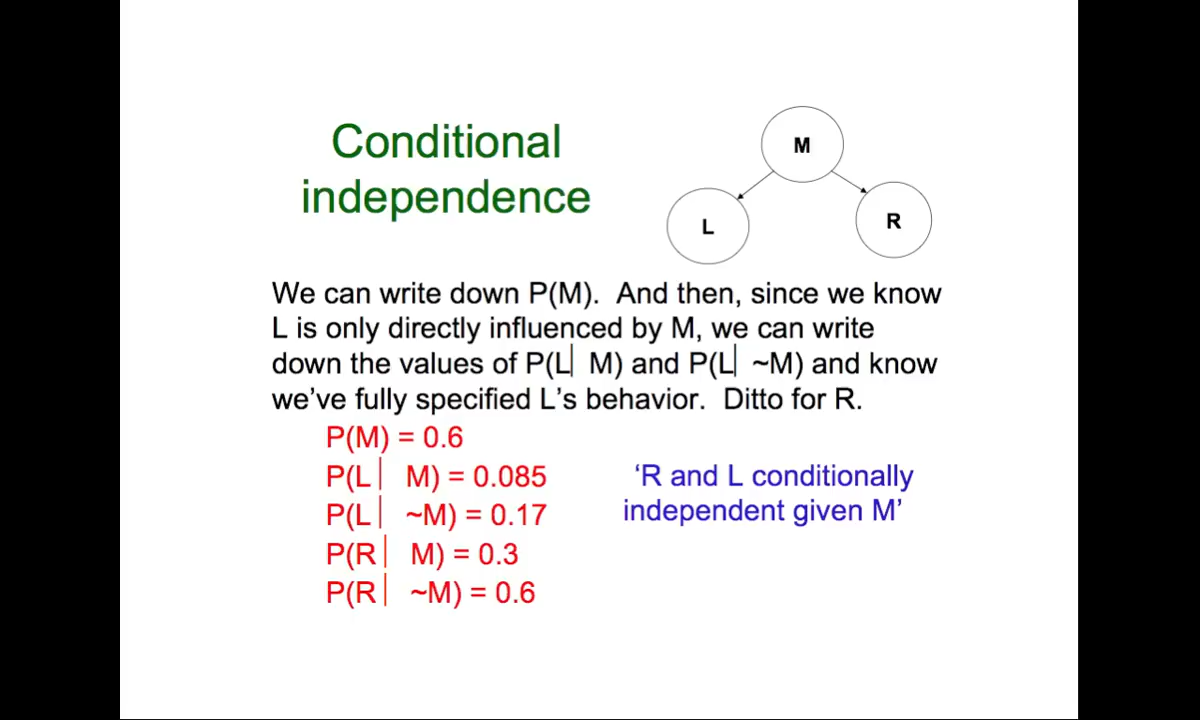 Conditional
independence
M
L
R
We can write down P(M).  And then, since we know
L is only directly influenced by M, we can write
down the values of P(L| M) and P(L| ~M) and know
we've fully specified L's behavior.  Ditto for R.
P(M) = 0.6
P(L| M) = 0.085
P(L| ~M) = 0.17
P(R| M) = 0.3
P(R| ~M) = 0.6
‘R and L conditionally
independent given M’